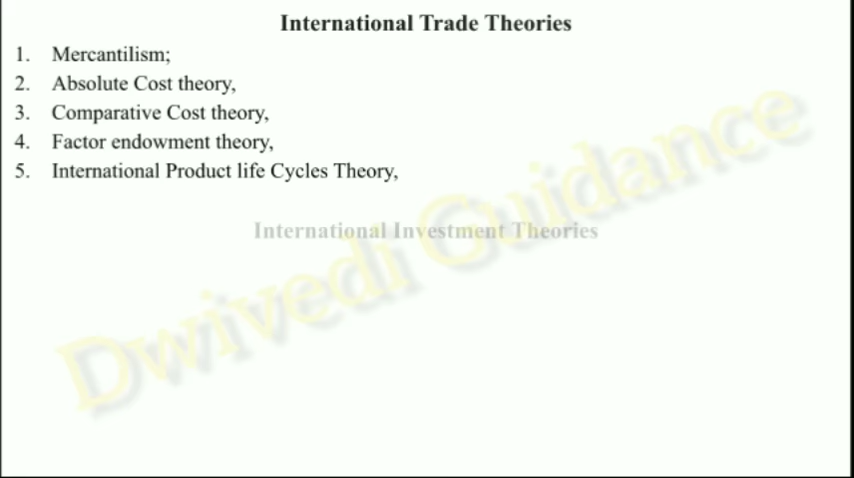 International Trade Theories
1. Mercantilism;
2. Absolute Cost theory,
3. Comparative Cost theory,
4. Factor endowment theory,
5. International Product life Cycles Theory,
International Investment Theories
Dwivedi Guidance